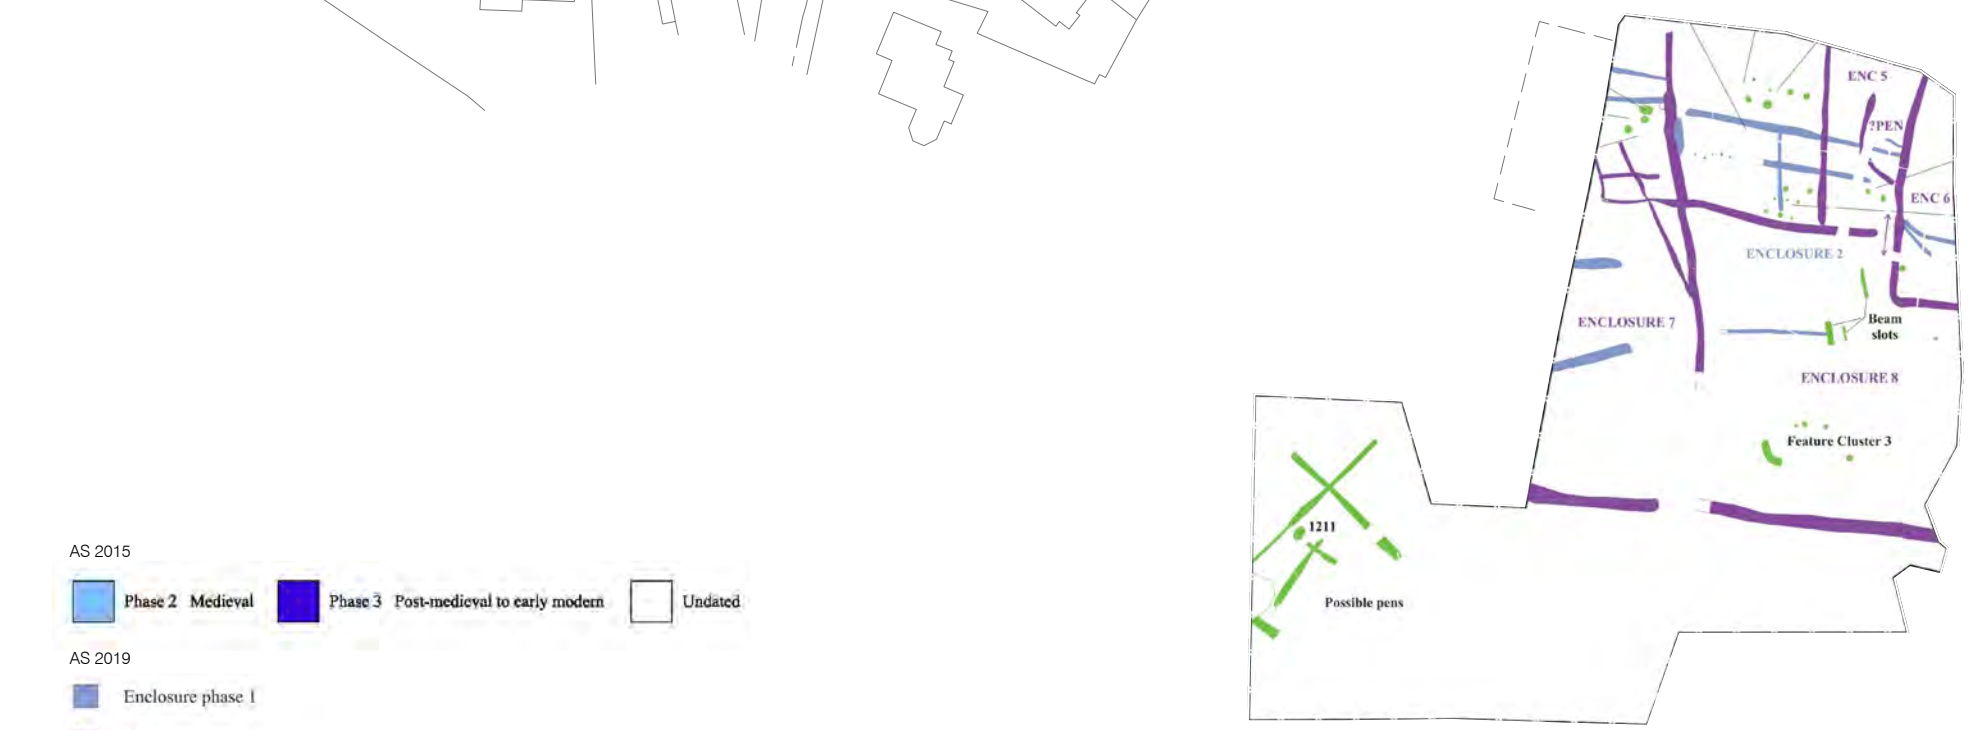 ENC 5
?PEN
ENC 6
ENCLOSURE 2
ENCLOSURE 7
Beam
slots
ENCLOSURE 8
Feature Cluster 3
1211
Possible pens
AS 2015
Phase 2 Medieval
Phase 3 Post-medieval to early modern
Undated
AS 2019
Enclosure phase 1